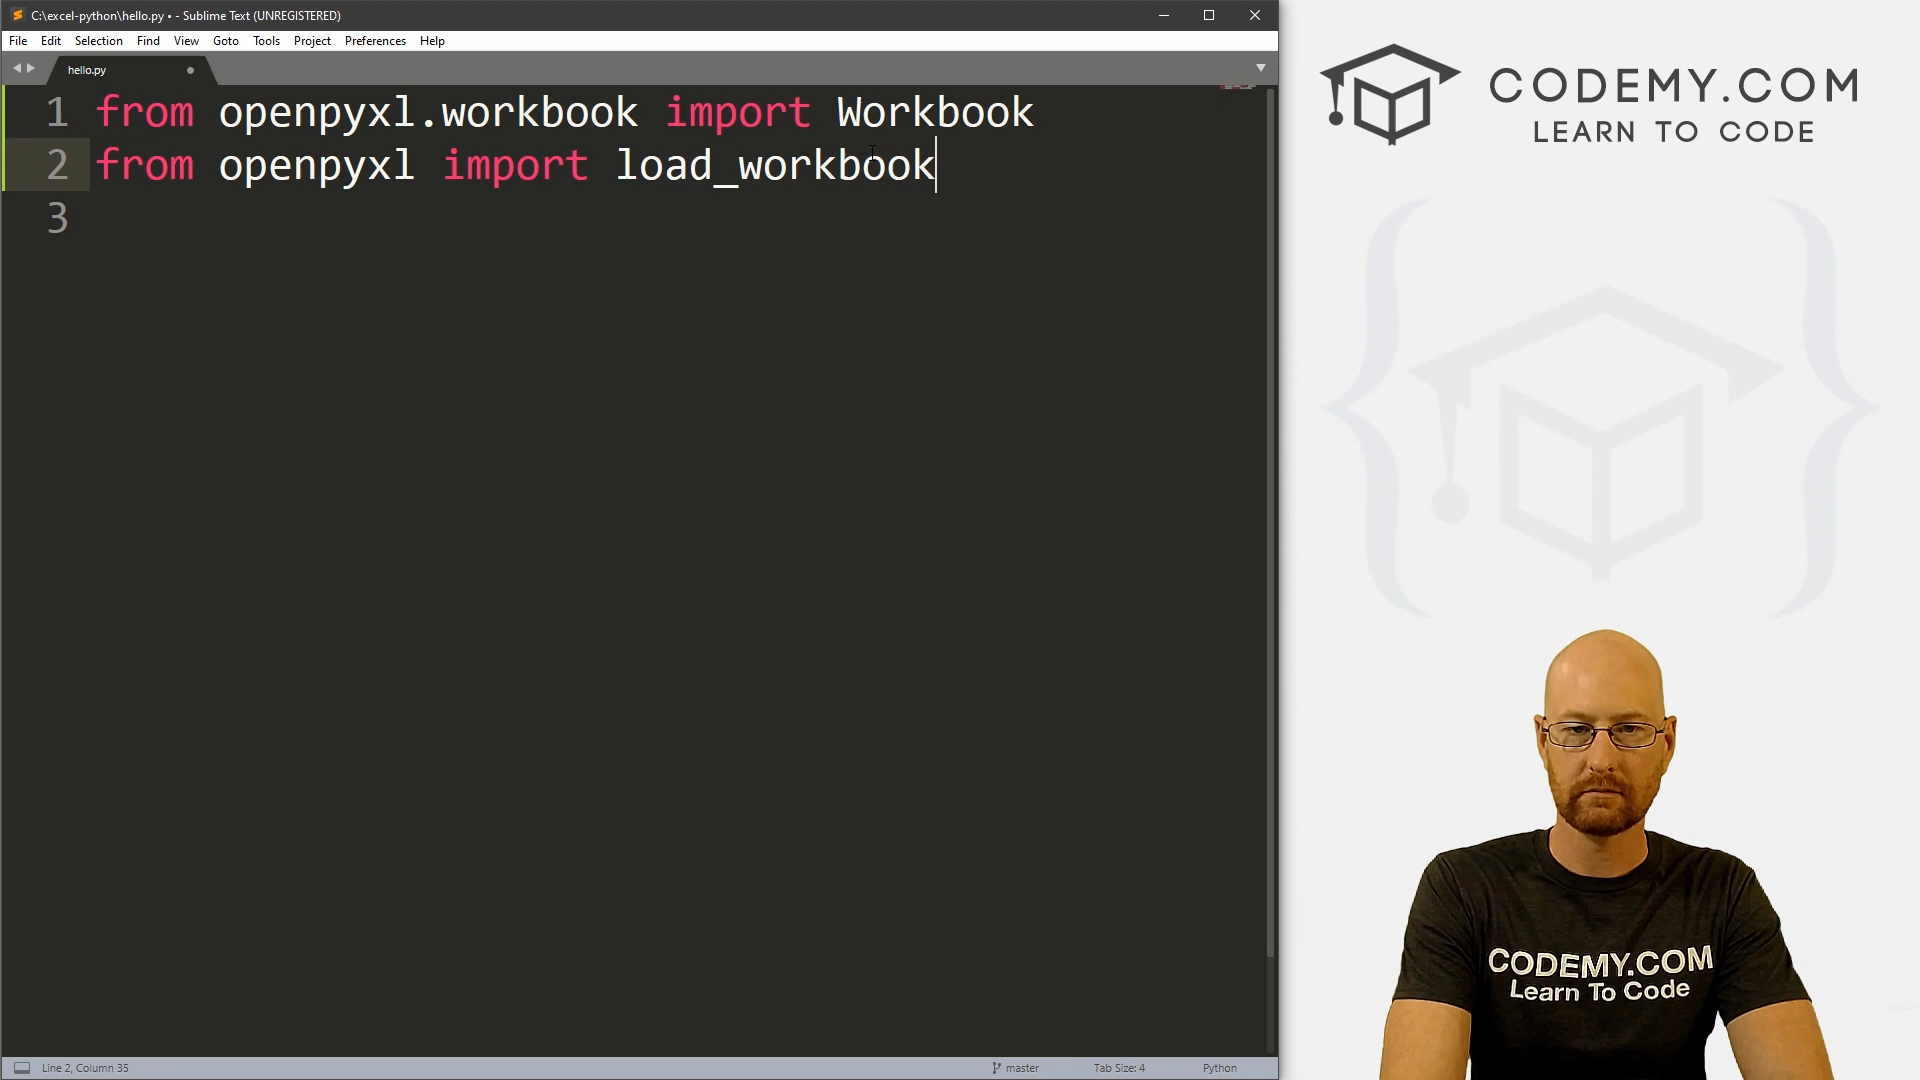 C:\excel-python\hello.py • - Sublime Text (UNREGISTERED)
File Edit Selection Find View Goto Tools Project Preferences Help
hello.py
1 from openpyxl.workbook import Workbook
2 from openpyxl import load_workbook
3
Line 2, Column 35
master
Tab Size: 4
Python
CODEMY.COM
LEARN TO CODE
CODEMY.COM
Learn To Code